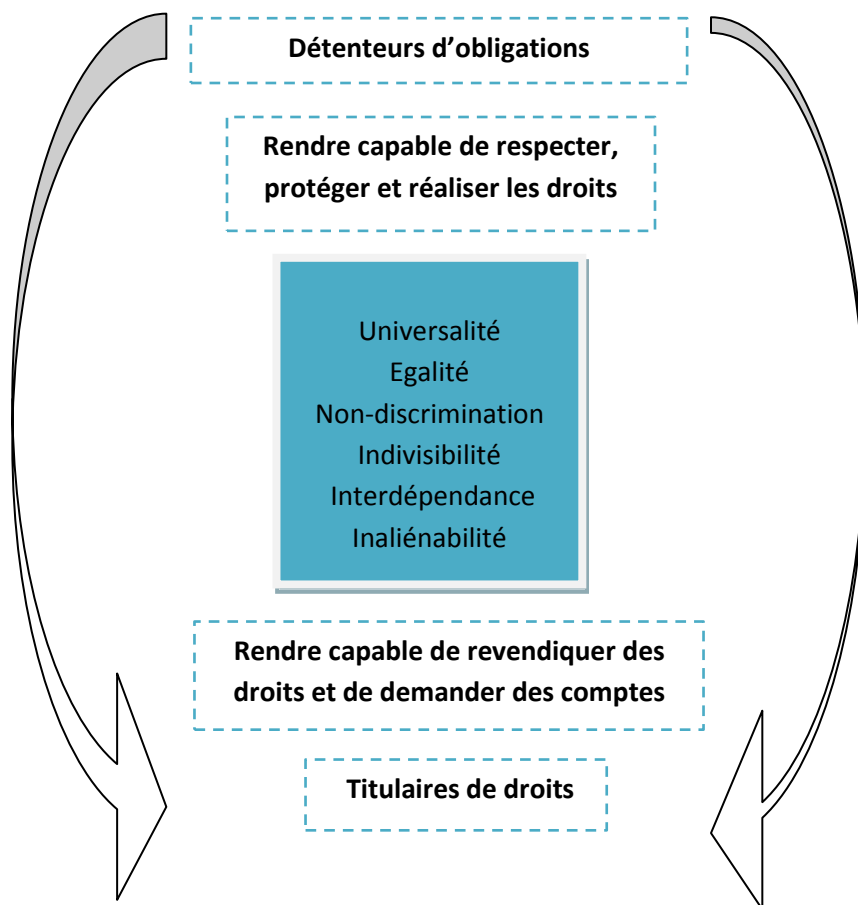 Détenteurs d’obligations
Rendre capable de respecter,
protéger et réaliser les droits
Universalité
Egalité
Non-discrimination
Indivisibilité
Interdépendance
Inaliénabilité
Rendre capable de revendiquer des
droits et de demander des comptes
Titulaires de droits